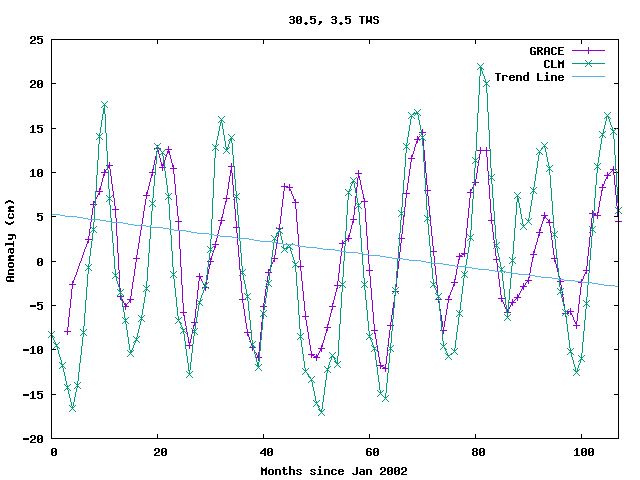 30.5, 3.5 TWS
GRACE
CLM
Trend Line
25
20
15
10
5
0
-5
-10
-15
-20
Anomaly (cm)
0 20 40 60 80 100
Months since Jan 2002